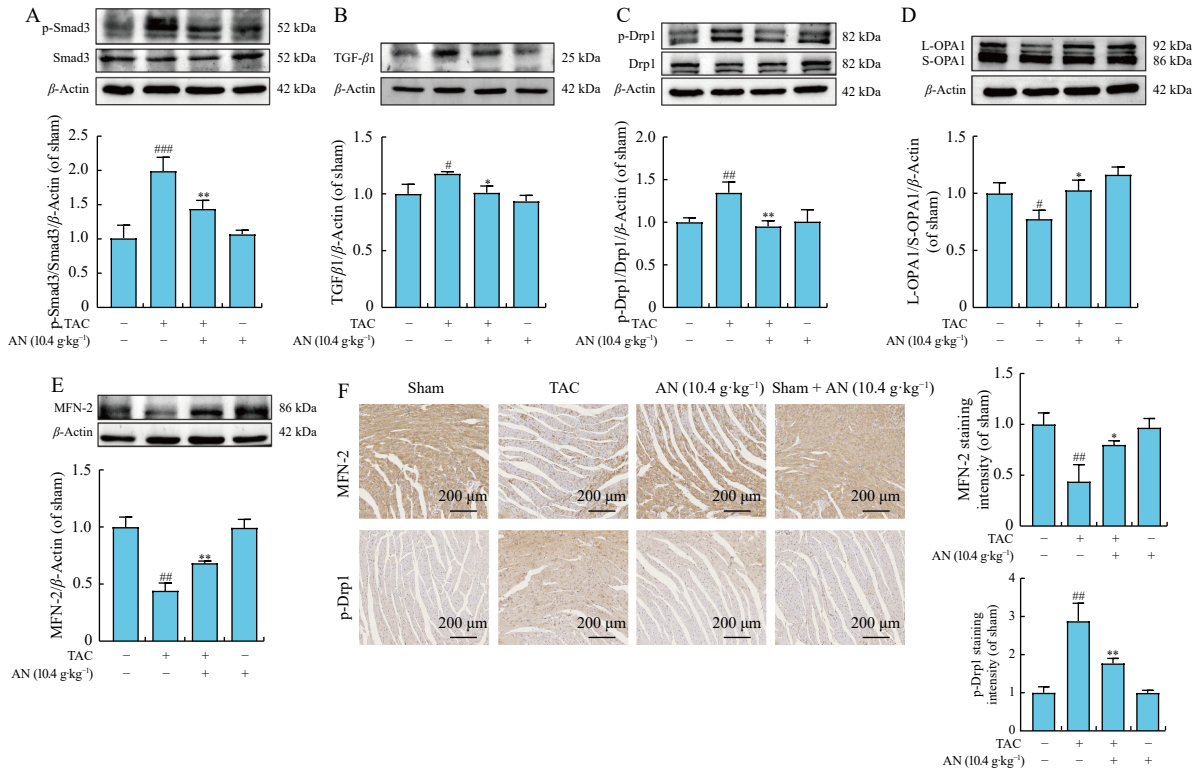 A
p-Smad3
52 kDa
Smad3
52 kDa
β-Actin
42 kDa
p-Smad3/Smad3/β-Actin (of sham)
2.5
2.0
1.5
1.0
0.5
0
###
**
TAC − + + −
AN (10.4 g·kg⁻¹) − − + +
B
TGF-β1
25 kDa
β-Actin
42 kDa
TGFβ1/β-Actin (of sham)
1.5
1.0
0.5
0
#
*
TAC − + + −
AN (10.4 g·kg⁻¹) − − + +
C
p-Drp1
82 kDa
Drp1
82 kDa
β-Actin
42 kDa
p-Drp1/Drp1/β-Actin (of sham)
2.0
1.5
1.0
0.5
0
##
**
TAC − + + −
AN (10.4 g·kg⁻¹) − − + +
D
L-OPA1
92 kDa
S-OPA1
86 kDa
β-Actin
42 kDa
L-OPA1/S-OPA1/β-Actin
(of sham)
1.5
1.0
0.5
0
#
*
TAC − + + −
AN (10.4 g·kg⁻¹) − − + +
E
MFN-2
86 kDa
β-Actin
42 kDa
MFN-2/β-Actin (of sham)
1.5
1.0
0.5
0
##
**
TAC − + + −
AN (10.4 g·kg⁻¹) − − + +
F
Sham
TAC
AN (10.4 g·kg⁻¹)
Sham + AN (10.4 g·kg⁻¹)
MFN-2
200 μm
200 μm
200 μm
200 μm
p-Drp1
200 μm
200 μm
200 μm
200 μm
MFN-2 staining
intensity (of sham)
1.5
1.0
0.5
0
##
*
TAC − + + −
AN (10.4 g·kg⁻¹) − − + +
p-Drp1 staining
intensity (of sham)
4
3
2
1
0
##
**
TAC − + + −
AN (10.4 g·kg⁻¹) − − + +